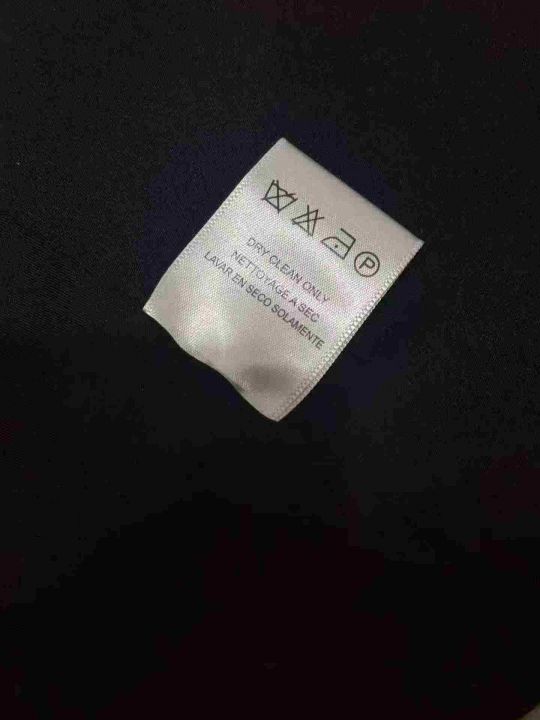 P
DRY CLEAN ONLY
NETTOYAGE A SEC
LAVAR EN SECO SOLAMENTE